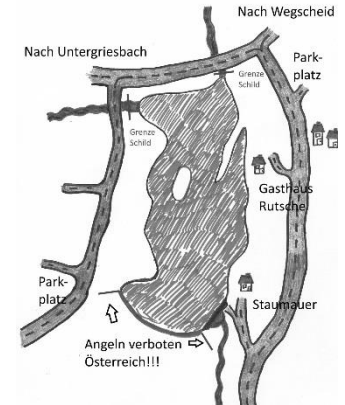 Nach Wegscheid
Nach Untergriesbach
Park-
platz
Grenze
Schild
Grenze
Schild
Gasthaus
Rutsche
Park-
platz
Staumauer
Angeln verboten
Österreich!!!